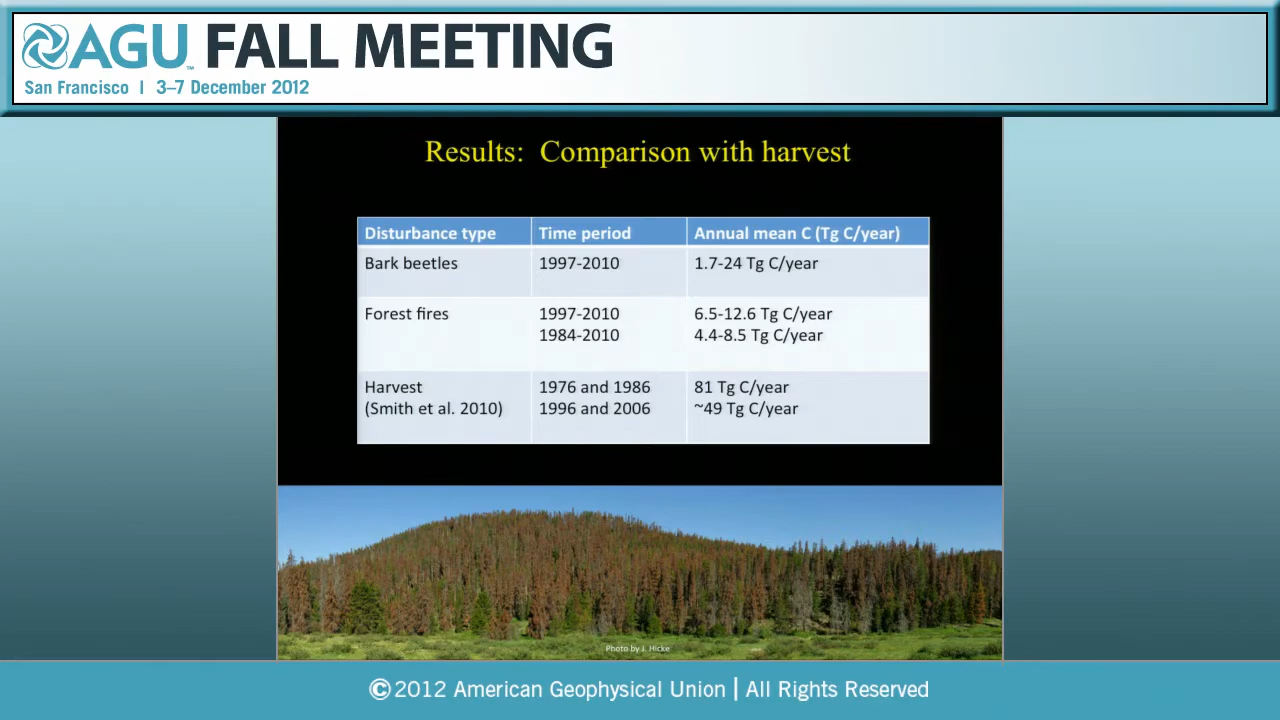 AGU™ FALL MEETING
San Francisco | 3–7 December 2012
Results: Comparison with harvest
Disturbance type Time period Annual mean C (Tg C/year)
Bark beetles 1997-2010 1.7-24 Tg C/year
Forest fires 1997-2010 6.5-12.6 Tg C/year
1984-2010 4.4-8.5 Tg C/year
Harvest 1976 and 1986 81 Tg C/year
(Smith et al. 2010) 1996 and 2006 ~49 Tg C/year
Photo by J. Hicke
©2012 American Geophysical Union | All Rights Reserved